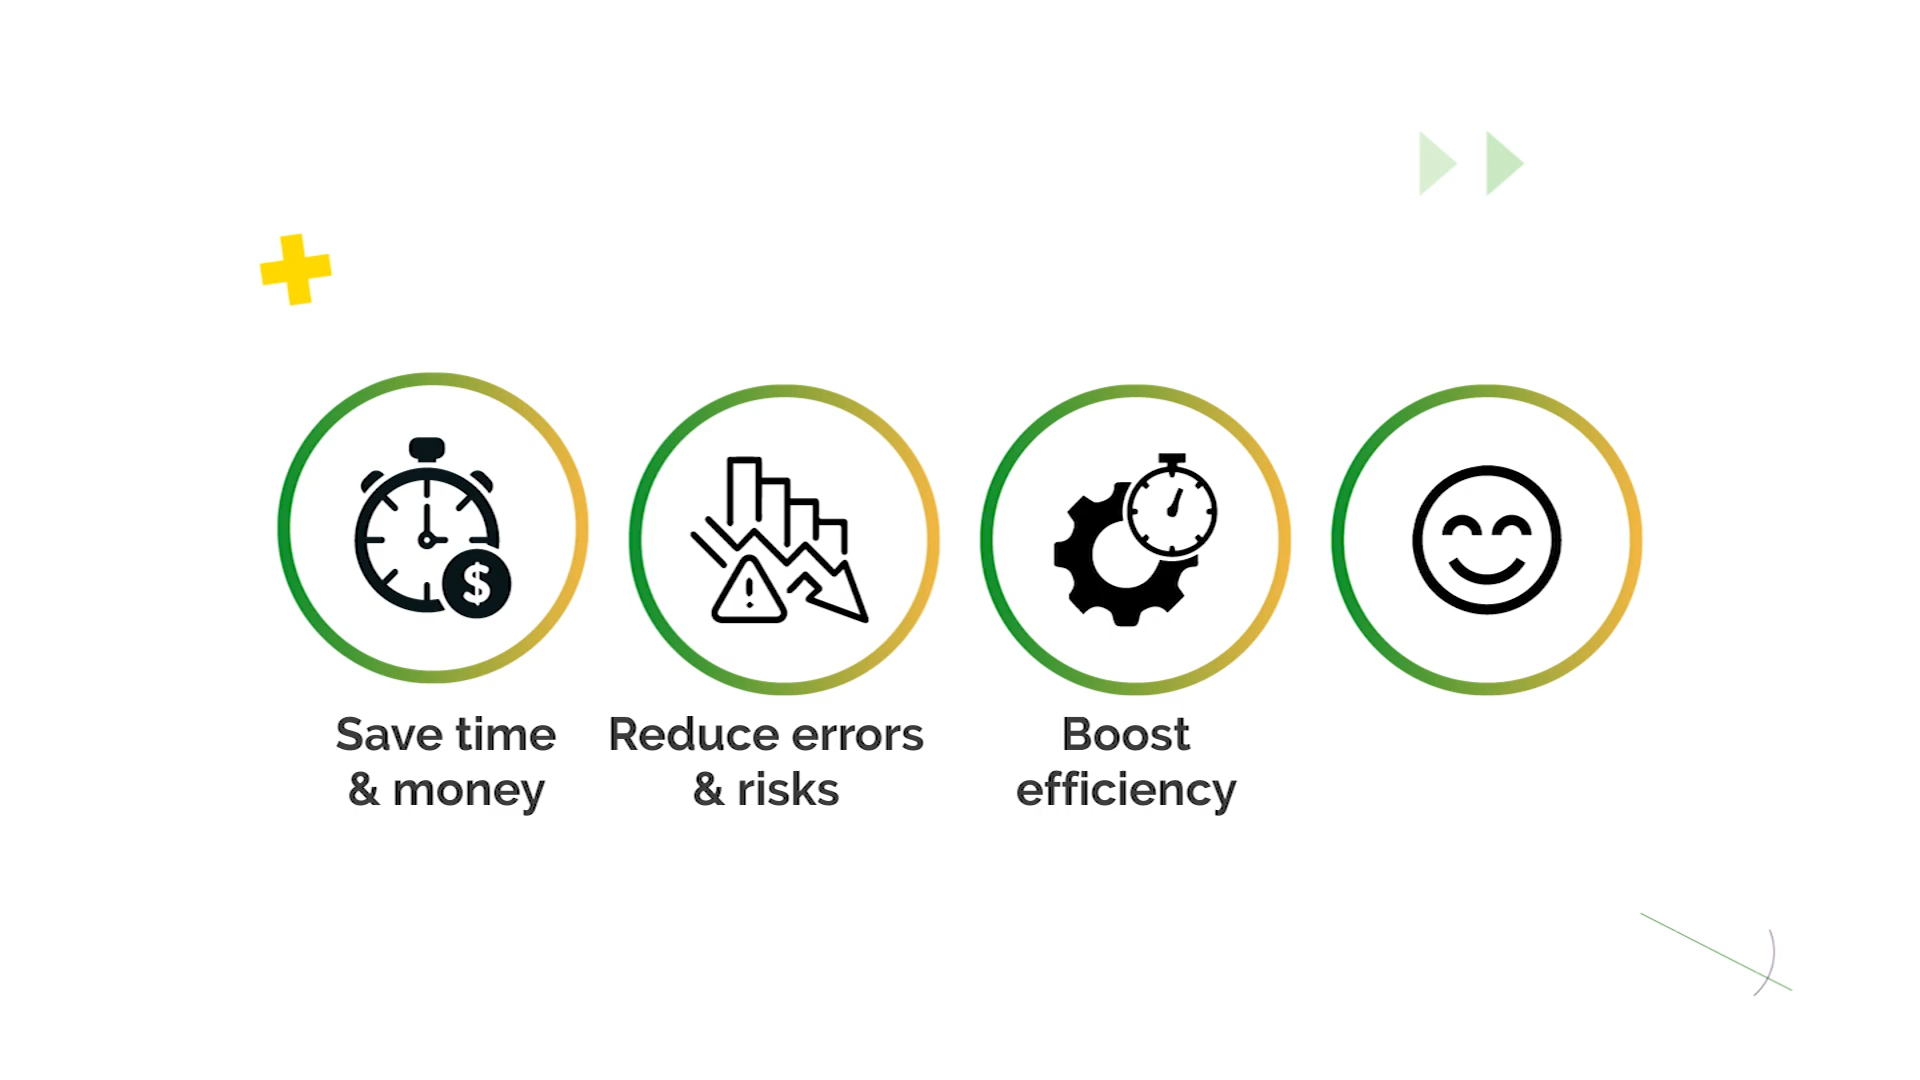 Save time
& money
Reduce errors
& risks
Boost
efficiency
$
!